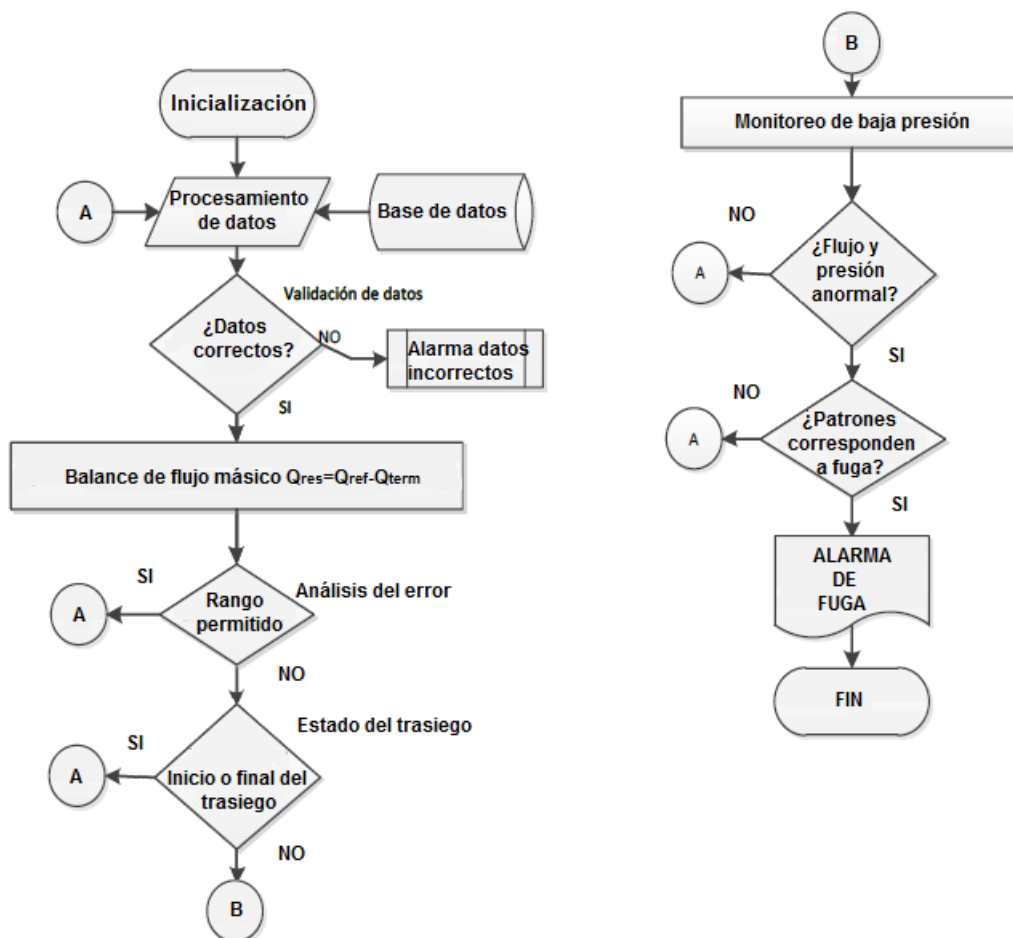 Inicialización
A
Procesamiento
de datos
Base de datos
Validación de datos
¿Datos
correctos?
NO
Alarma datos
incorrectos
SI
Balance de flujo másico Qres=Qref-Qterm
SI
Análisis del error
A
Rango
permitido
NO
Estado del trasiego
SI
A
Inicio o final del
trasiego
NO
B
B
Monitoreo de baja presión
NO
¿Flujo y
presión
anormal?
A
SI
NO
¿Patrones
corresponden
a fuga?
A
SI
ALARMA
DE
FUGA
FIN